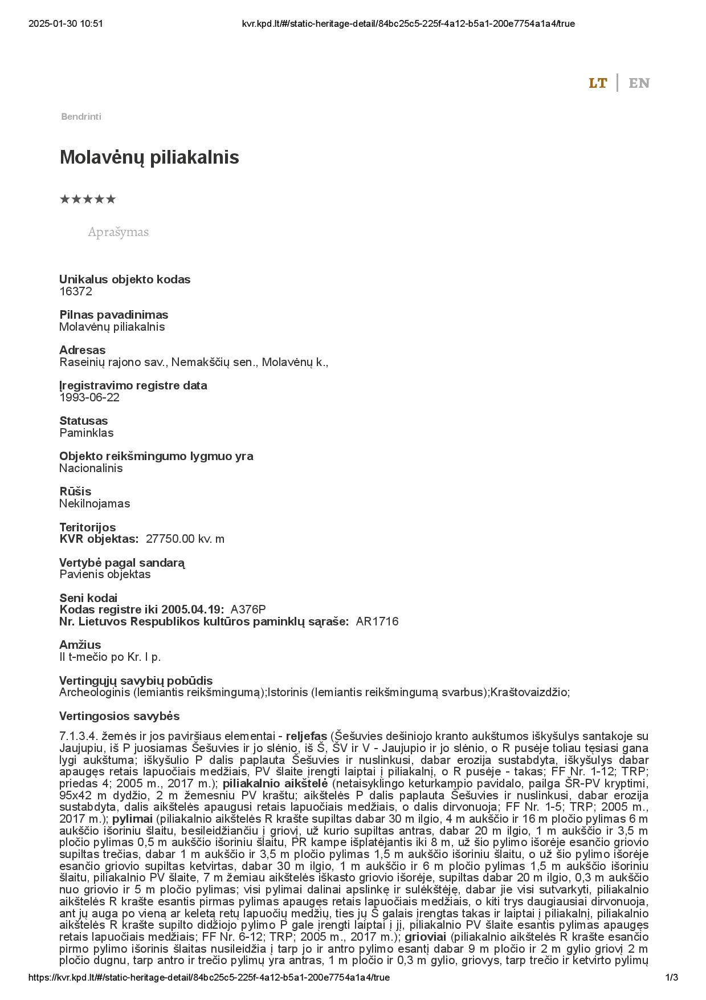 2025-01-30 10:51
kvr.kpd.lt/#/static-heritage-detail/84bc25c5-225f-4a12-b5a1-200e7754a1a4/true
LT | EN
Bendrinti
Molavėnų piliakalnis
★★★★★
Aprašymas
Unikalus objekto kodas
16372
Pilnas pavadinimas
Molavėnų piliakalnis
Adresas
Raseinių rajono sav., Nemakščių sen., Molavėnų k.,
Įregistravimo registre data
1993-06-22
Statusas
Paminklas
Objekto reikšmingumo lygmuo yra
Nacionalinis
Rūšis
Nekilnojamas
Teritorijos
KVR objektas: 27750.00 kv. m
Vertybė pagal sandarą
Pavienis objektas
Seni kodai
Kodas registre iki 2005.04.19: A376P
Nr. Lietuvos Respublikos kultūros paminklų sąraše: AR1716
Amžius
II t-mečio po Kr. I p.
Vertingųjų savybių pobūdis
Archeologinis (lemiantis reikšmingumą);Istorinis (lemiantis reikšmingumą svarbus);Kraštovaizdžio;
Vertingosios savybės
7.1.3.4. žemės ir jos paviršiaus elementai - reljefas (Šešuvies dešiniojo kranto aukštumos iškyšulys santakoje su
Jaujupiu, iš P juosiamas Šešuvies ir jo slėnio, iš Š, ŠV ir V - Jaujupio ir jo slėnio, o R pusėje toliau tęsiasi gana
lygi aukštuma; iškyšulio P dalis paplauta Šešuvies ir nuslinkusi, dabar erozija sustabdyta, iškyšulys dabar
apaugęs retais lapuočiais medžiais, PV šlaite įrengti laiptai į piliakalnį, o R pusėje - takas; FF Nr. 1-12; TRP;
priedas 4; 2005 m., 2017 m.); piliakalnio aikštelė (netaisyklingo keturkampio pavidalo, pailga ŠR-PV kryptimi,
95x42 m dydžio, 2 m žemesniu PV kraštu; aikštelės P dalis paplauta Šešuvies ir nuslinkusi, dabar erozija
sustabdyta, dalis aikštelės apaugusi retais lapuočiais medžiais, o dalis dirvonuoja; FF Nr. 1-5; TRP; 2005 m.,
2017 m.); pylimai (piliakalnio aikštelės R krašte supiltas dabar 30 m ilgio, 4 m aukščio ir 16 m pločio pylimas 6 m
aukščio išoriniu šlaitu, besileidžiančiu į griovį, už kurio supiltas antras, dabar 20 m ilgio, 1 m aukščio ir 3,5 m
pločio pylimas 0,5 m aukščio išoriniu šlaitu, PR kampe išplatėjantis iki 8 m, už šio pylimo išorėje esančio griovio
supiltas trečias, dabar 1 m aukščio ir 3,5 m pločio pylimas 1,5 m aukščio išoriniu šlaitu, o už šio pylimo išorėje
esančio griovio supiltas ketvirtas, dabar 30 m ilgio, 1 m aukščio ir 6 m pločio pylimas 1,5 m aukščio išoriniu
šlaitu, piliakalnio PV šlaite, 7 m žemiau aikštelės iškasto griovio išorėje, supiltas dabar 20 m ilgio, 0,3 m aukščio
nuo griovio ir 5 m pločio pylimas; visi pylimai dalinai apslinkę ir sulėkštėję, dabar jie visi sutvarkyti, piliakalnio
aikštelės R krašte esantis pirmas pylimas apaugęs retais lapuočiais medžiais, o kiti trys daugiausiai dirvonuoja,
ant jų auga po vieną ar keletą retų lapuočių medžių, ties jų Š galais įrengtas takas ir laiptai į piliakalnį, piliakalnio
aikštelės R krašte supilto didžiojo pylimo P gale įrengti laiptai į jį, piliakalnio PV šlaite esantis pylimas apaugęs
retais lapuočiais medžiais; FF Nr. 6-12; TRP; 2005 m., 2017 m.); grioviai (piliakalnio aikštelės R krašte esančio
pirmo pylimo išorinis šlaitas nusileidžia į tarp jo ir antro pylimo esantį dabar 9 m pločio ir 2 m gylio griovį 2 m
pločio dugnu, tarp antro ir trečio pylimų yra antras, 1 m pločio ir 0,3 m gylio, griovys, tarp trečio ir ketvirto pylimų
https://kvr.kpd.lt/#/static-heritage-detail/84bc25c5-225f-4a12-b5a1-200e7754a1a4/true
1/3